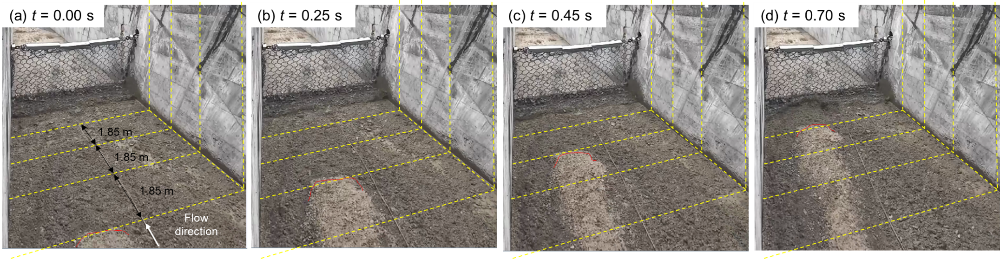 (a) t = 0.00 s
(b) t = 0.25 s
(c) t = 0.45 s
(d) t = 0.70 s
1.85 m
1.85 m
1.85 m
Flow
direction